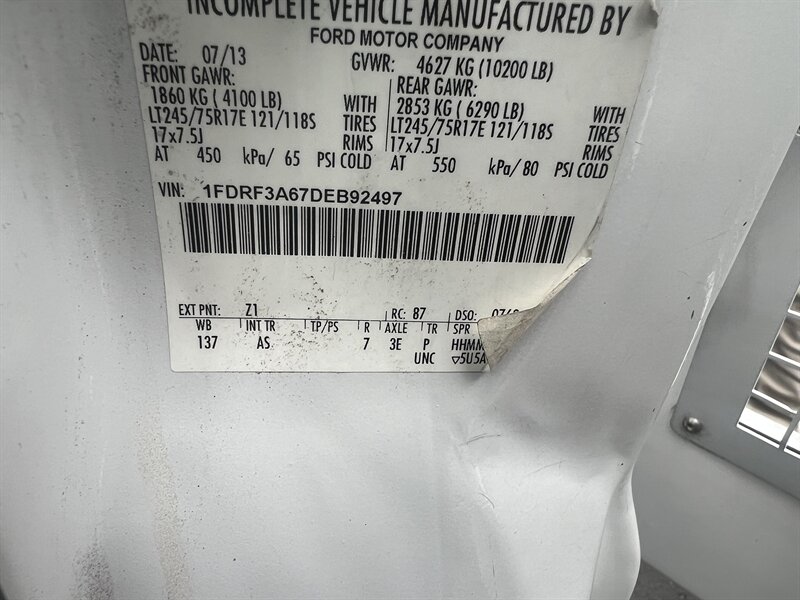 INCOMPLETE VEHICLE MANUFACTURED BY
FORD MOTOR COMPANY
DATE: 07/13 GVWR: 4627 KG (10200 LB)
FRONT GAWR: REAR GAWR:
1860 KG ( 4100 LB) WITH 2853 KG ( 6290 LB) WITH
LT245/75R17E 121/118S TIRES LT245/75R17E 121/118S TIRES
17x7.5J RIMS 17x7.5J RIMS
AT 450 kPa/ 65 PSI COLD AT 550 kPa/ 80 PSI COLD
VIN: 1FDRF3A67DEB92497
EXT PNT: Z1 RC: 87 DSO:
WB INT TR TP/PS R AXLE TR SPR
137 AS 7 3E P HHMM
UNC ▽5U5A